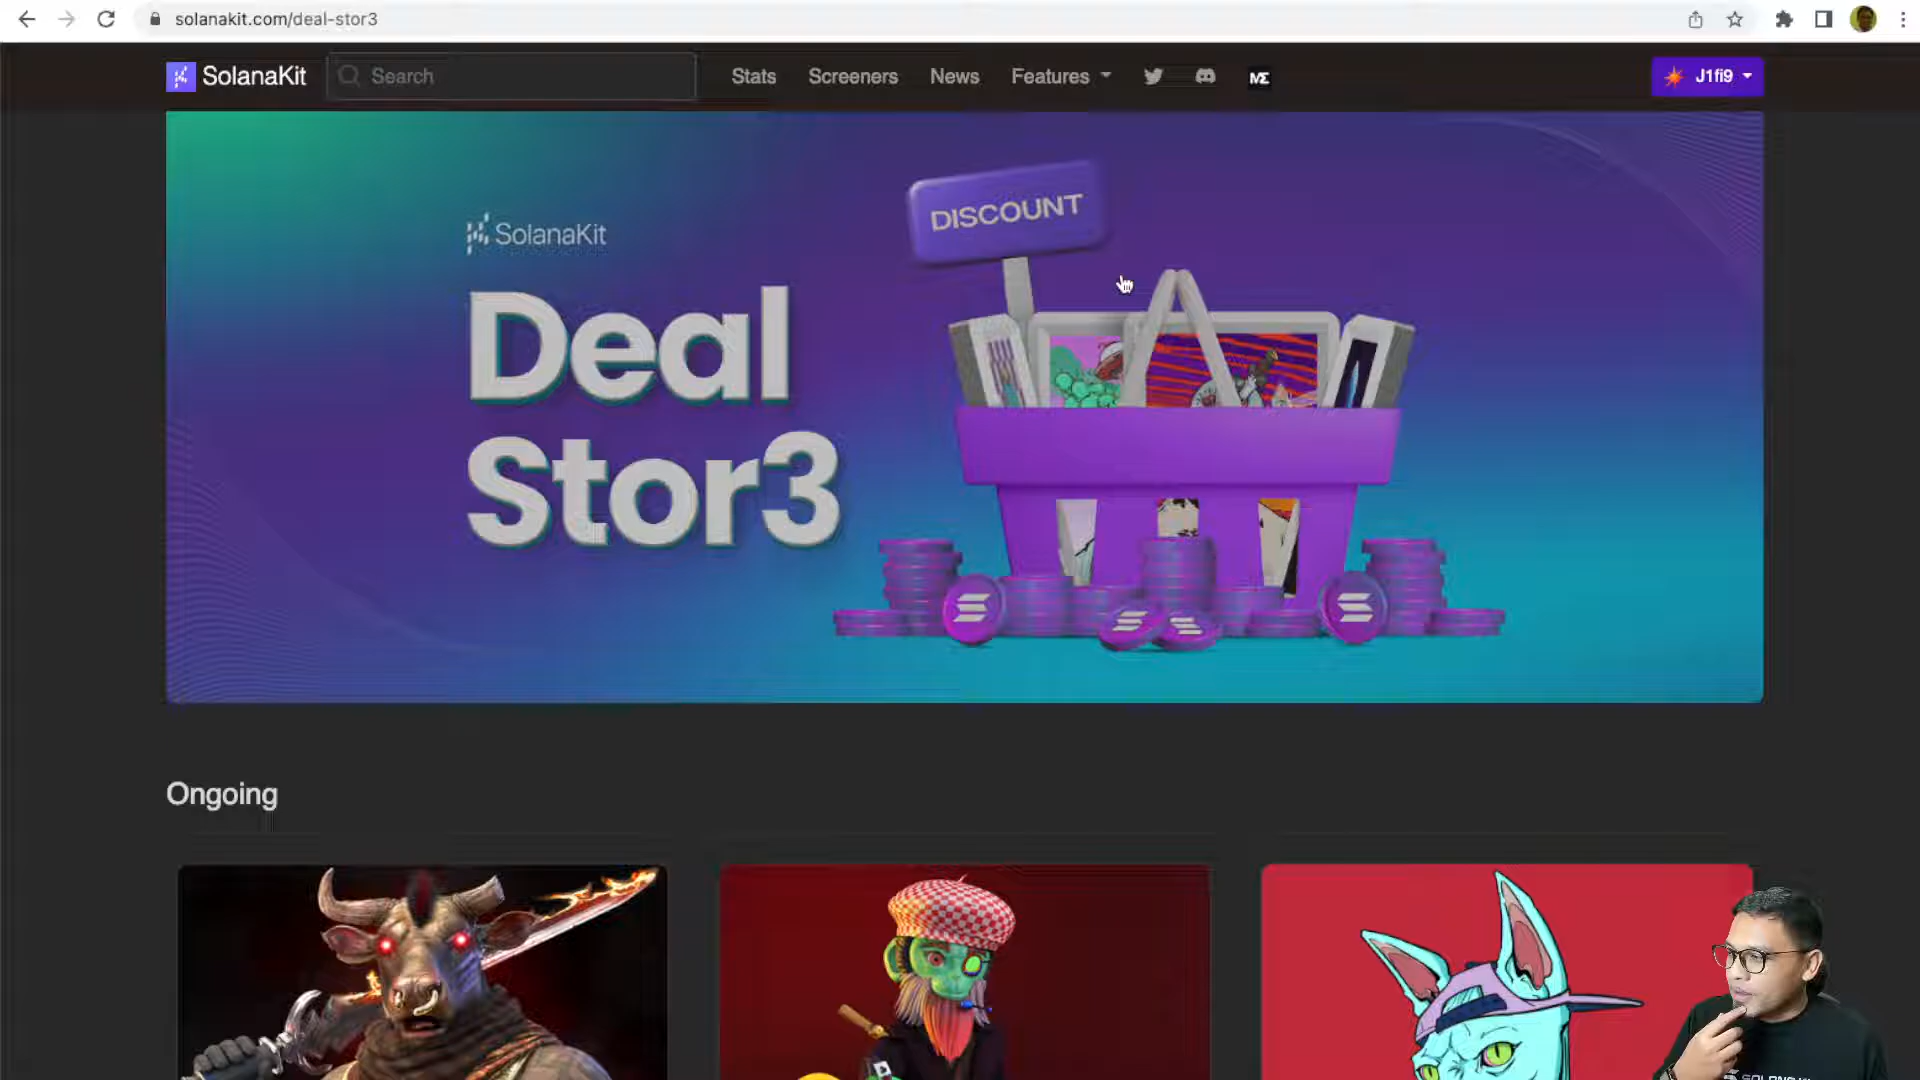 solanakit.com/deal-stor3
SolanaKit
Search
Stats
Screeners
News
Features
J1fi9
DISCOUNT
SolanaKit
Deal
Stor3
Ongoing